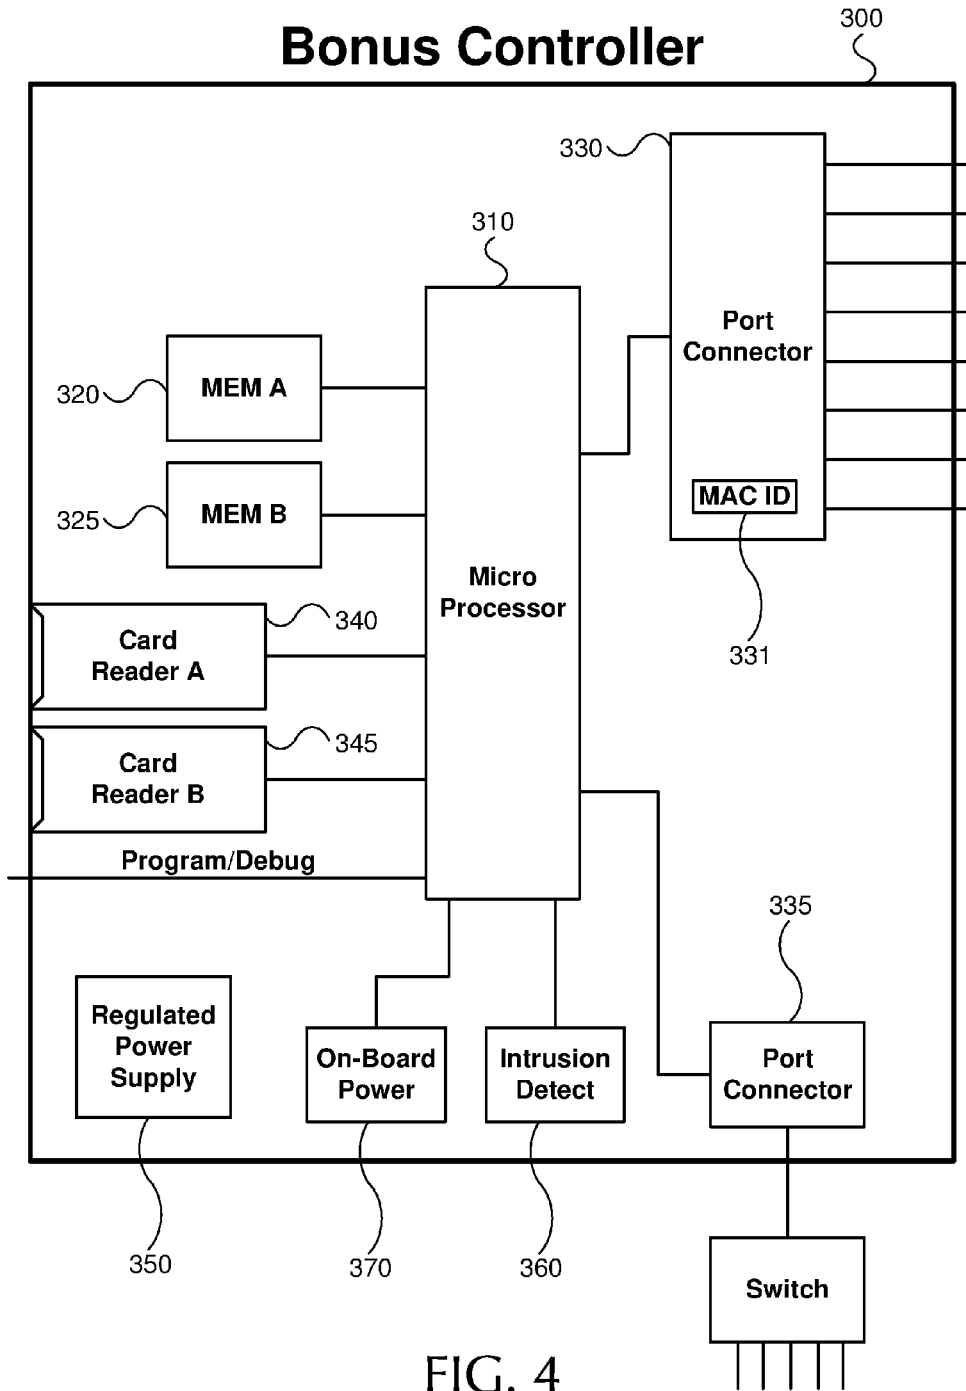 300
Bonus Controller
330
310
Port
Connector
320
MEM A
MAC ID
325
MEM B
Micro
Processor
331
340
Card
Reader A
345
Card
Reader B
Program/Debug
335
Regulated
Power
Supply
On-Board
Power
Intrusion
Detect
Port
Connector
350
370
360
Switch
FIG. 4